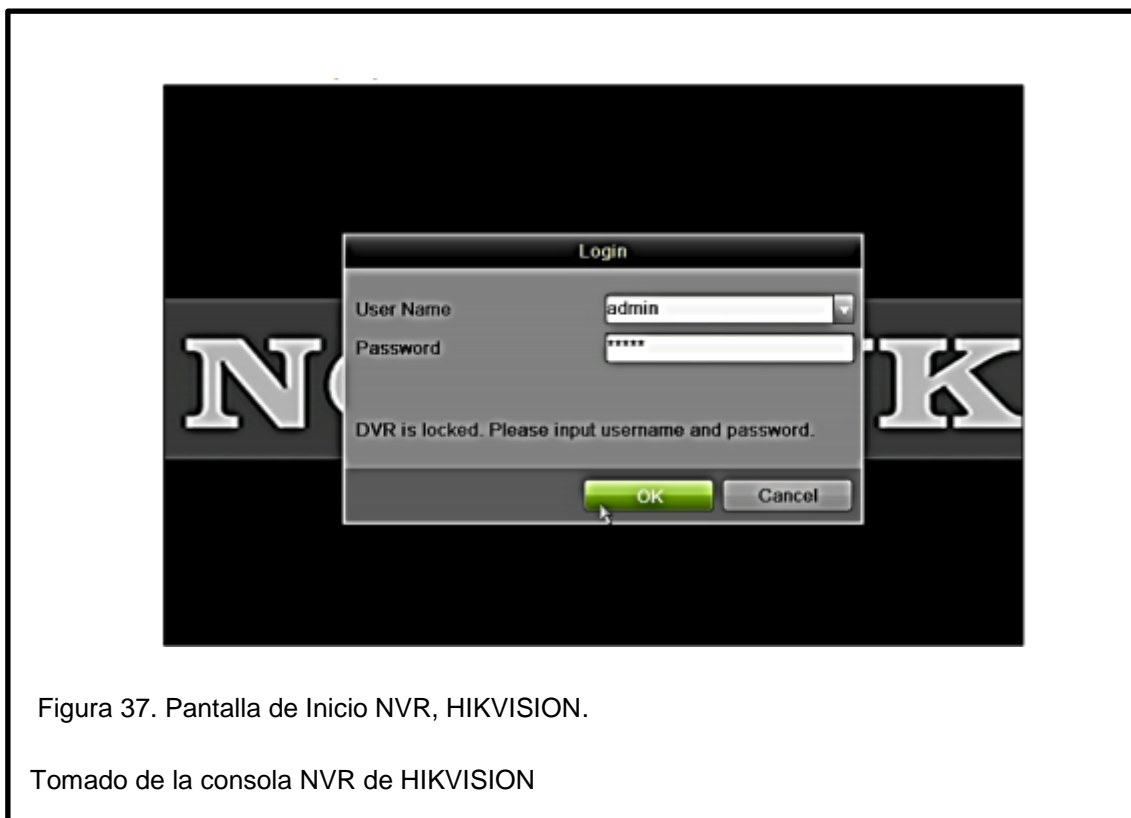 Login
User Name admin
Password *****
DVR is locked. Please input username and password.
OK Cancel
Figura 37. Pantalla de Inicio NVR, HIKVISION.
Tomado de la consola NVR de HIKVISION